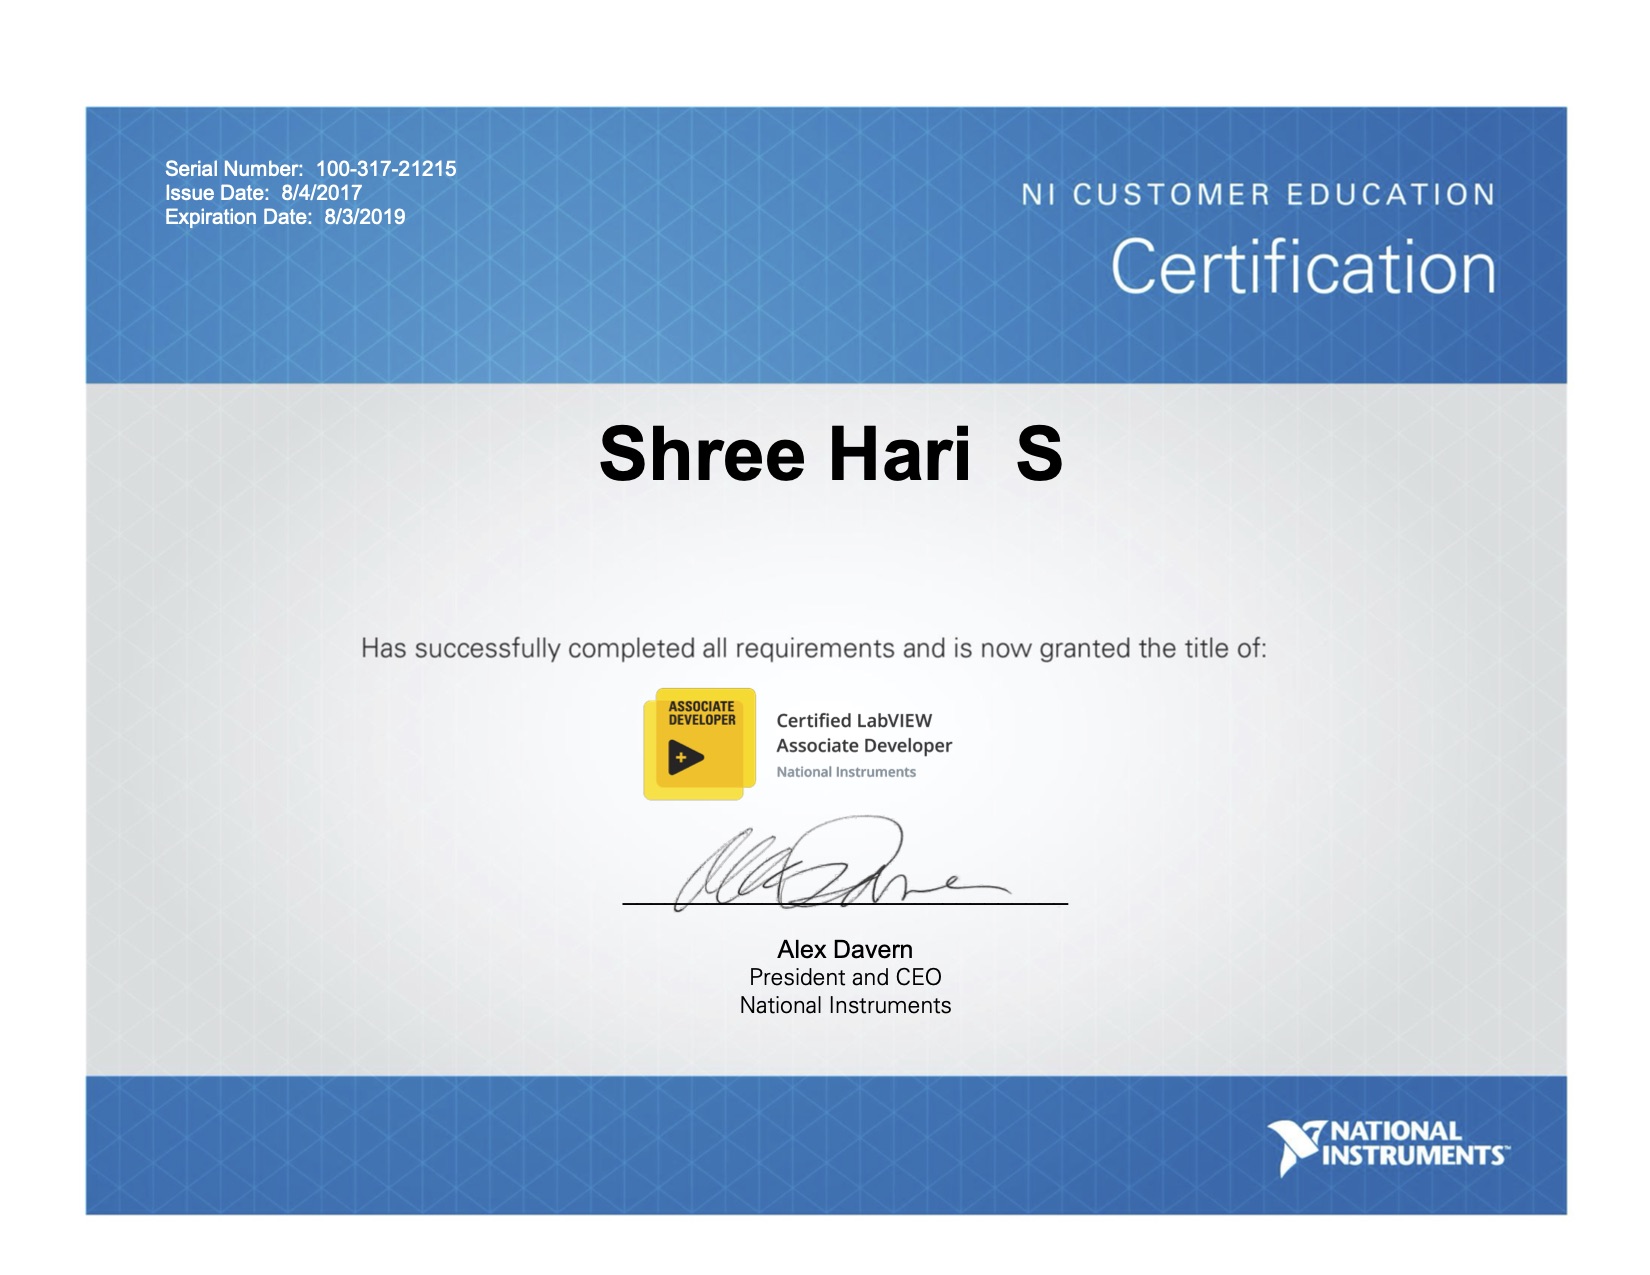 Serial Number: 100-317-21215
Issue Date: 8/4/2017
Expiration Date: 8/3/2019
NI CUSTOMER EDUCATION
Certification
Shree Hari S
Has successfully completed all requirements and is now granted the title of:
ASSOCIATE
DEVELOPER
Certified LabVIEW
Associate Developer
National Instruments
Alex Davern
Alex Davern
President and CEO
National Instruments
NATIONAL
INSTRUMENTS™